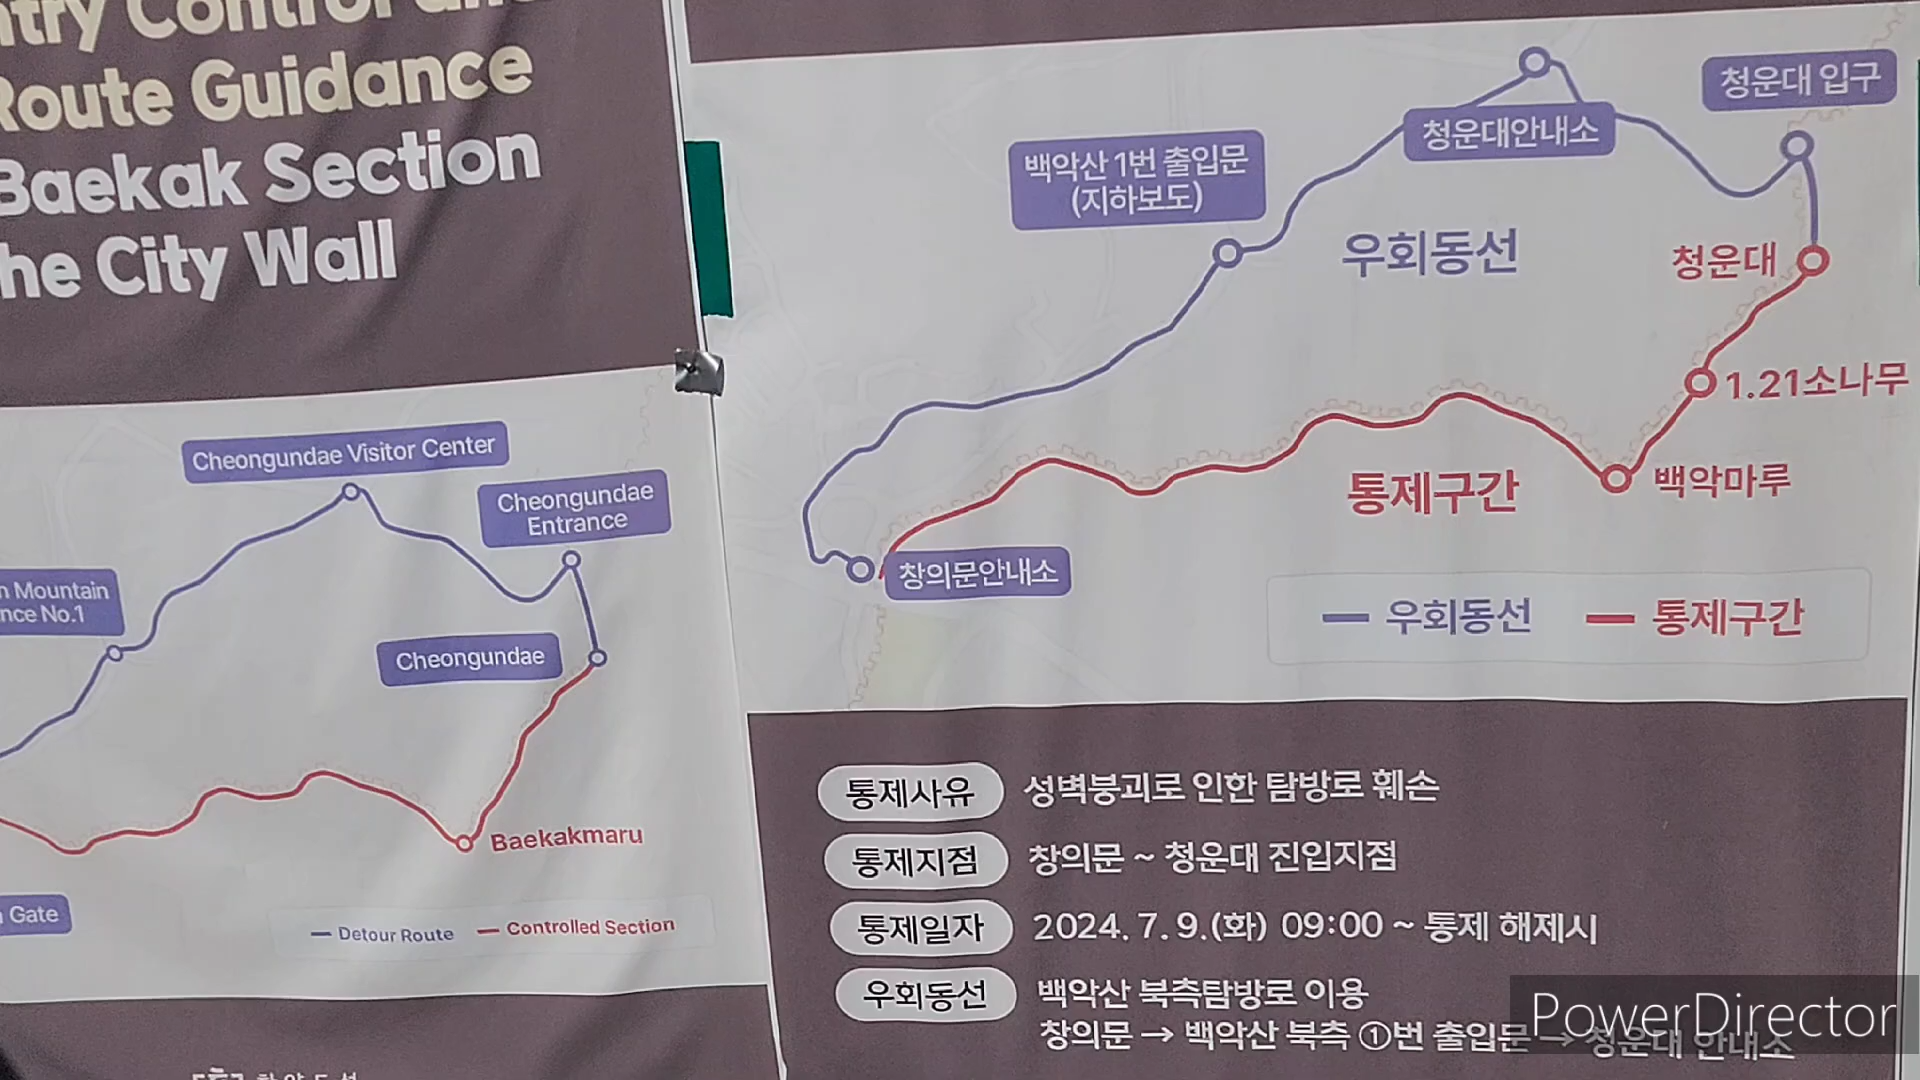 Control and
Route Guidance
Baekak Section
the City Wall
Cheongundae Visitor Center
Cheongundae
Entrance
Mountain
No.1
Cheongundae
Baekakmaru
Gate
Detour Route
Controlled Section
청운대 입구
청운대안내소
백악산 1번 출입문
(지하보도)
우회동선
청운대
1.21소나무
통제구간
백악마루
창의문안내소
우회동선
통제구간
통제사유 성벽붕괴로 인한 탐방로 훼손
통제지점 창의문 ~ 청운대 진입지점
통제일자 2024. 7. 9.(화) 09:00 ~ 통제 해제시
우회동선 백악산 북측탐방로 이용
창의문 → 백악산 북측 ①번 출입문 → 청운대 안내소
PowerDirector